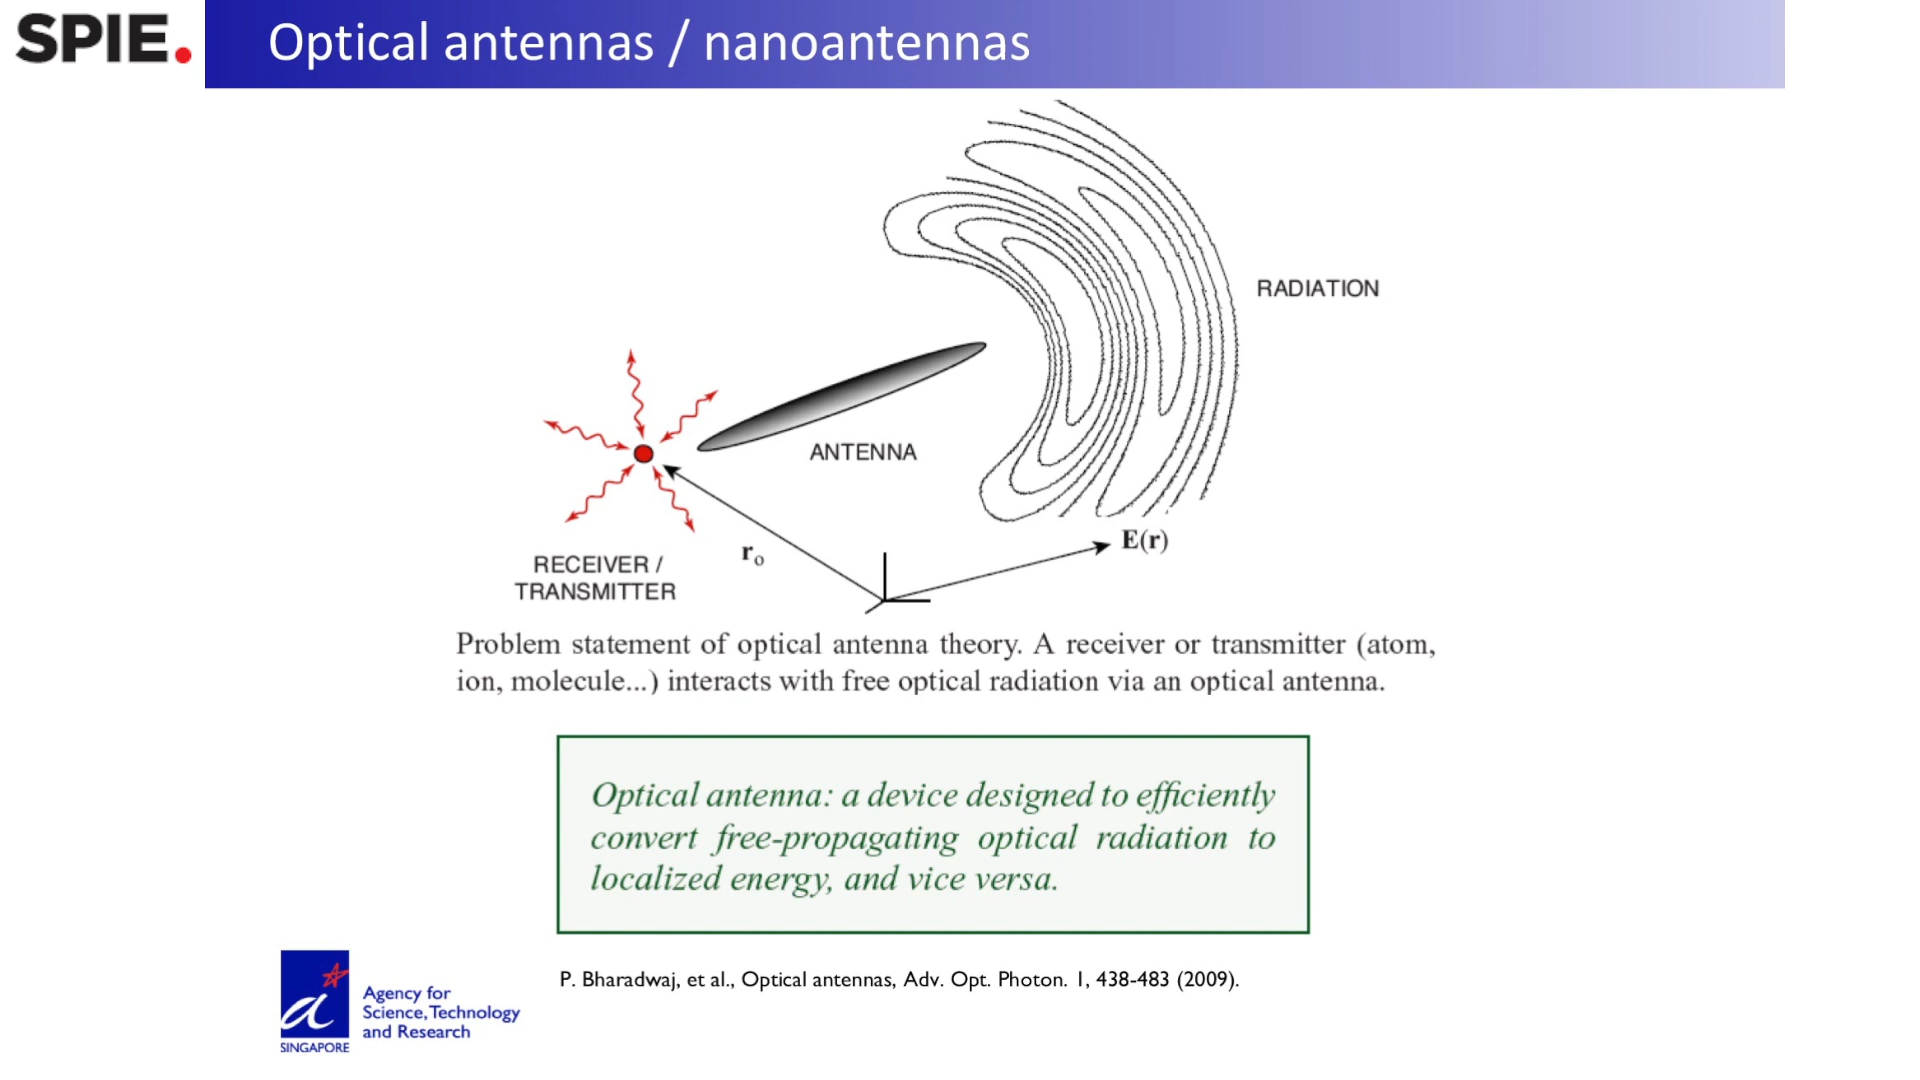 SPIE.
Optical antennas / nanoantennas
RADIATION
ANTENNA
E(r)
r₀
RECEIVER /
TRANSMITTER
Problem statement of optical antenna theory. A receiver or transmitter (atom,
ion, molecule...) interacts with free optical radiation via an optical antenna.
Optical antenna: a device designed to efficiently
convert free-propagating optical radiation to
localized energy, and vice versa.
P. Bharadwaj, et al., Optical antennas, Adv. Opt. Photon. 1, 438-483 (2009).
a
Agency for
Science, Technology
and Research
SINGAPORE